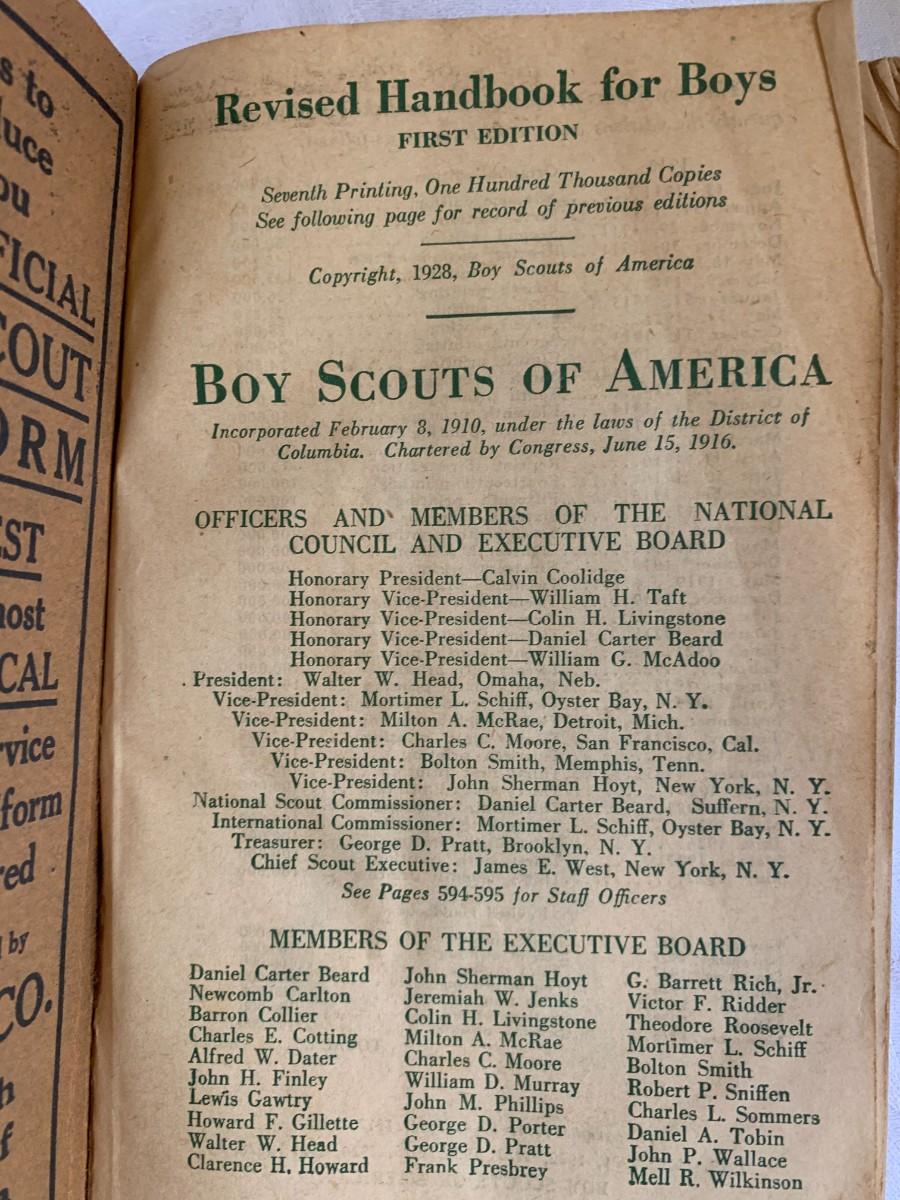 s to
luce
ou
FICIAL
COUT
ORM
EST
nost
CAL
rvice
form
red
by
CO.
h
f
Revised Handbook for Boys
FIRST EDITION
Seventh Printing, One Hundred Thousand Copies
See following page for record of previous editions
Copyright, 1928, Boy Scouts of America
BOY SCOUTS OF AMERICA
Incorporated February 8, 1910, under the laws of the District of
Columbia. Chartered by Congress, June 15, 1916.
OFFICERS AND MEMBERS OF THE NATIONAL
COUNCIL AND EXECUTIVE BOARD
Honorary President—Calvin Coolidge
Honorary Vice-President—William H. Taft
Honorary Vice-President—Colin H. Livingstone
Honorary Vice-President—Daniel Carter Beard
Honorary Vice-President—William G. McAdoo
President: Walter W. Head, Omaha, Neb.
Vice-President: Mortimer L. Schiff, Oyster Bay, N. Y.
Vice-President: Milton A. McRae, Detroit, Mich.
Vice-President: Charles C. Moore, San Francisco, Cal.
Vice-President: Bolton Smith, Memphis, Tenn.
Vice-President: John Sherman Hoyt, New York, N. Y.
National Scout Commissioner: Daniel Carter Beard, Suffern, N. Y.
International Commissioner: Mortimer L. Schiff, Oyster Bay, N. Y.
Treasurer: George D. Pratt, Brooklyn, N. Y.
Chief Scout Executive: James E. West, New York, N. Y.
See Pages 594-595 for Staff Officers
MEMBERS OF THE EXECUTIVE BOARD
Daniel Carter Beard
Newcomb Carlton
Barron Collier
Charles E. Cotting
Alfred W. Dater
John H. Finley
Lewis Gawtry
Howard F. Gillette
Walter W. Head
Clarence H. Howard
John Sherman Hoyt
Jeremiah W. Jenks
Colin H. Livingstone
Milton A. McRae
Charles C. Moore
William D. Murray
John M. Phillips
George D. Porter
George D. Pratt
Frank Presbrey
G. Barrett Rich, Jr.
Victor F. Ridder
Theodore Roosevelt
Mortimer L. Schiff
Bolton Smith
Robert P. Sniffen
Charles L. Sommers
Daniel A. Tobin
John P. Wallace
Mell R. Wilkinson